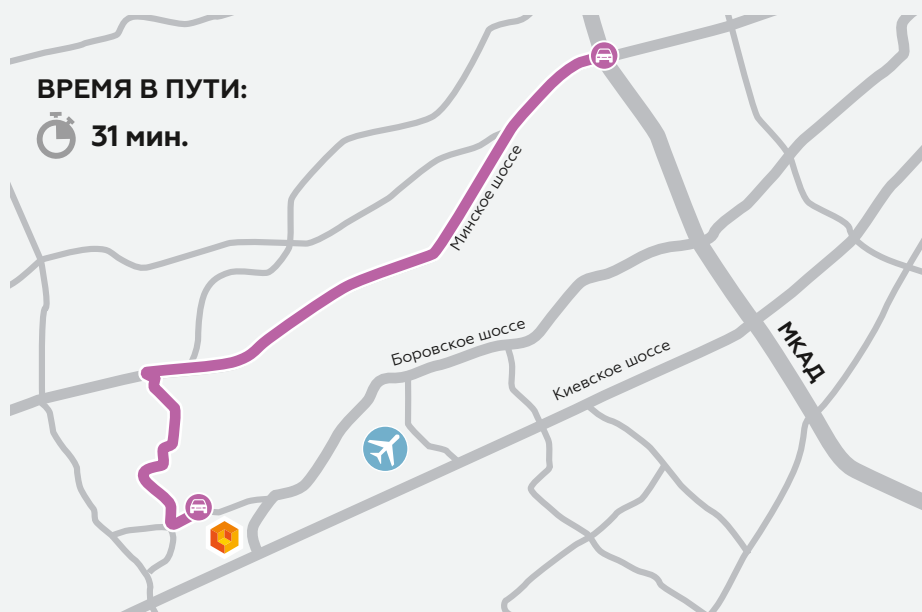 ВРЕМЯ В ПУТИ:
31 мин.
Минское шоссе
Боровское шоссе
Киевское шоссе
МКАД